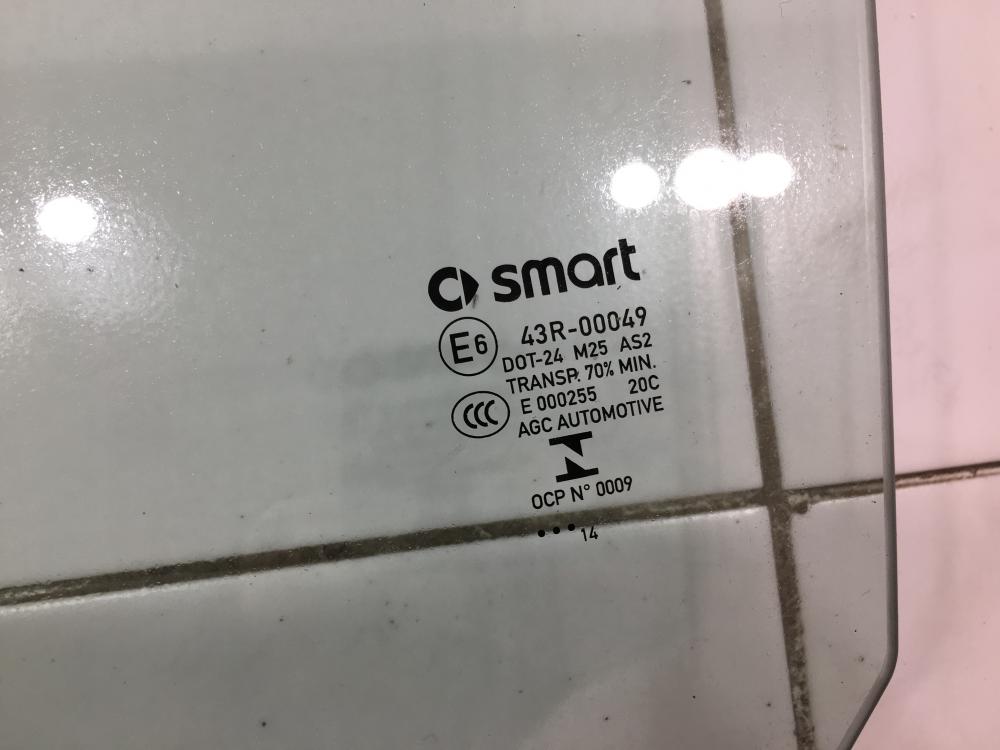 smart
E6 43R-00049
DOT-24 M25 AS2
TRANSP. 70% MIN.
CCC E 000255 20C
AGC AUTOMOTIVE
OCP N° 0009
•••14